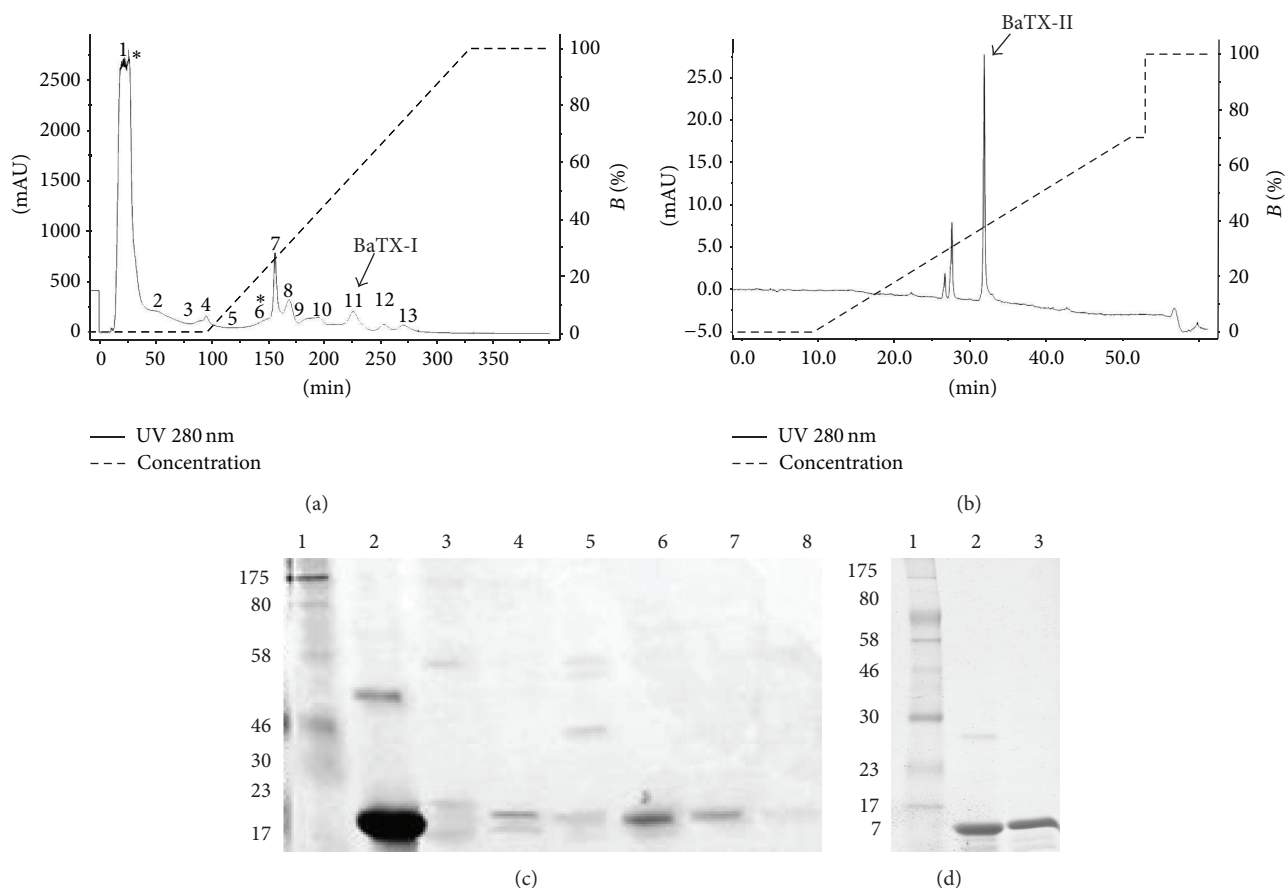 1
*
2500
2000
1500
1000
500
0
(mAU)
2
3
4
5
*
6
7
8
9
10
BaTX-I
11
12
13
100
80
60
40
20
0
B (%)
0 50 100 150 200 250 300 350
(min)
UV 280 nm
Concentration
(a)
BaTX-II
25.0
20.0
15.0
10.0
5.0
0.0
−5.0
(mAU)
100
80
60
40
20
0
B (%)
0.0 10.0 20.0 30.0 40.0 50.0
(min)
UV 280 nm
Concentration
(b)
1 2 3 4 5 6 7 8
175
80
58
46
30
23
17
(c)
1 2 3
175
80
58
46
30
23
17
7
(d)